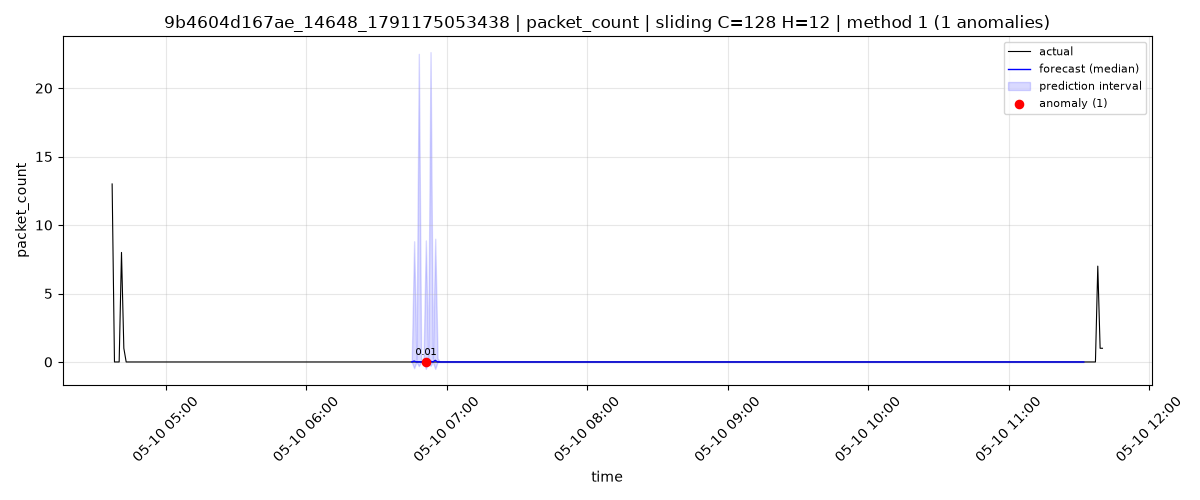 9b4604d167ae_14648_1791175053438 | packet_count | sliding C=128 H=12 | method 1 (1 anomalies)
actual
forecast (median)
prediction interval
anomaly (1)
packet_count
20
15
10
5
0
0.01
05-10 05:00
05-10 06:00
05-10 07:00
05-10 08:00
05-10 09:00
05-10 10:00
05-10 11:00
05-10 12:00
time